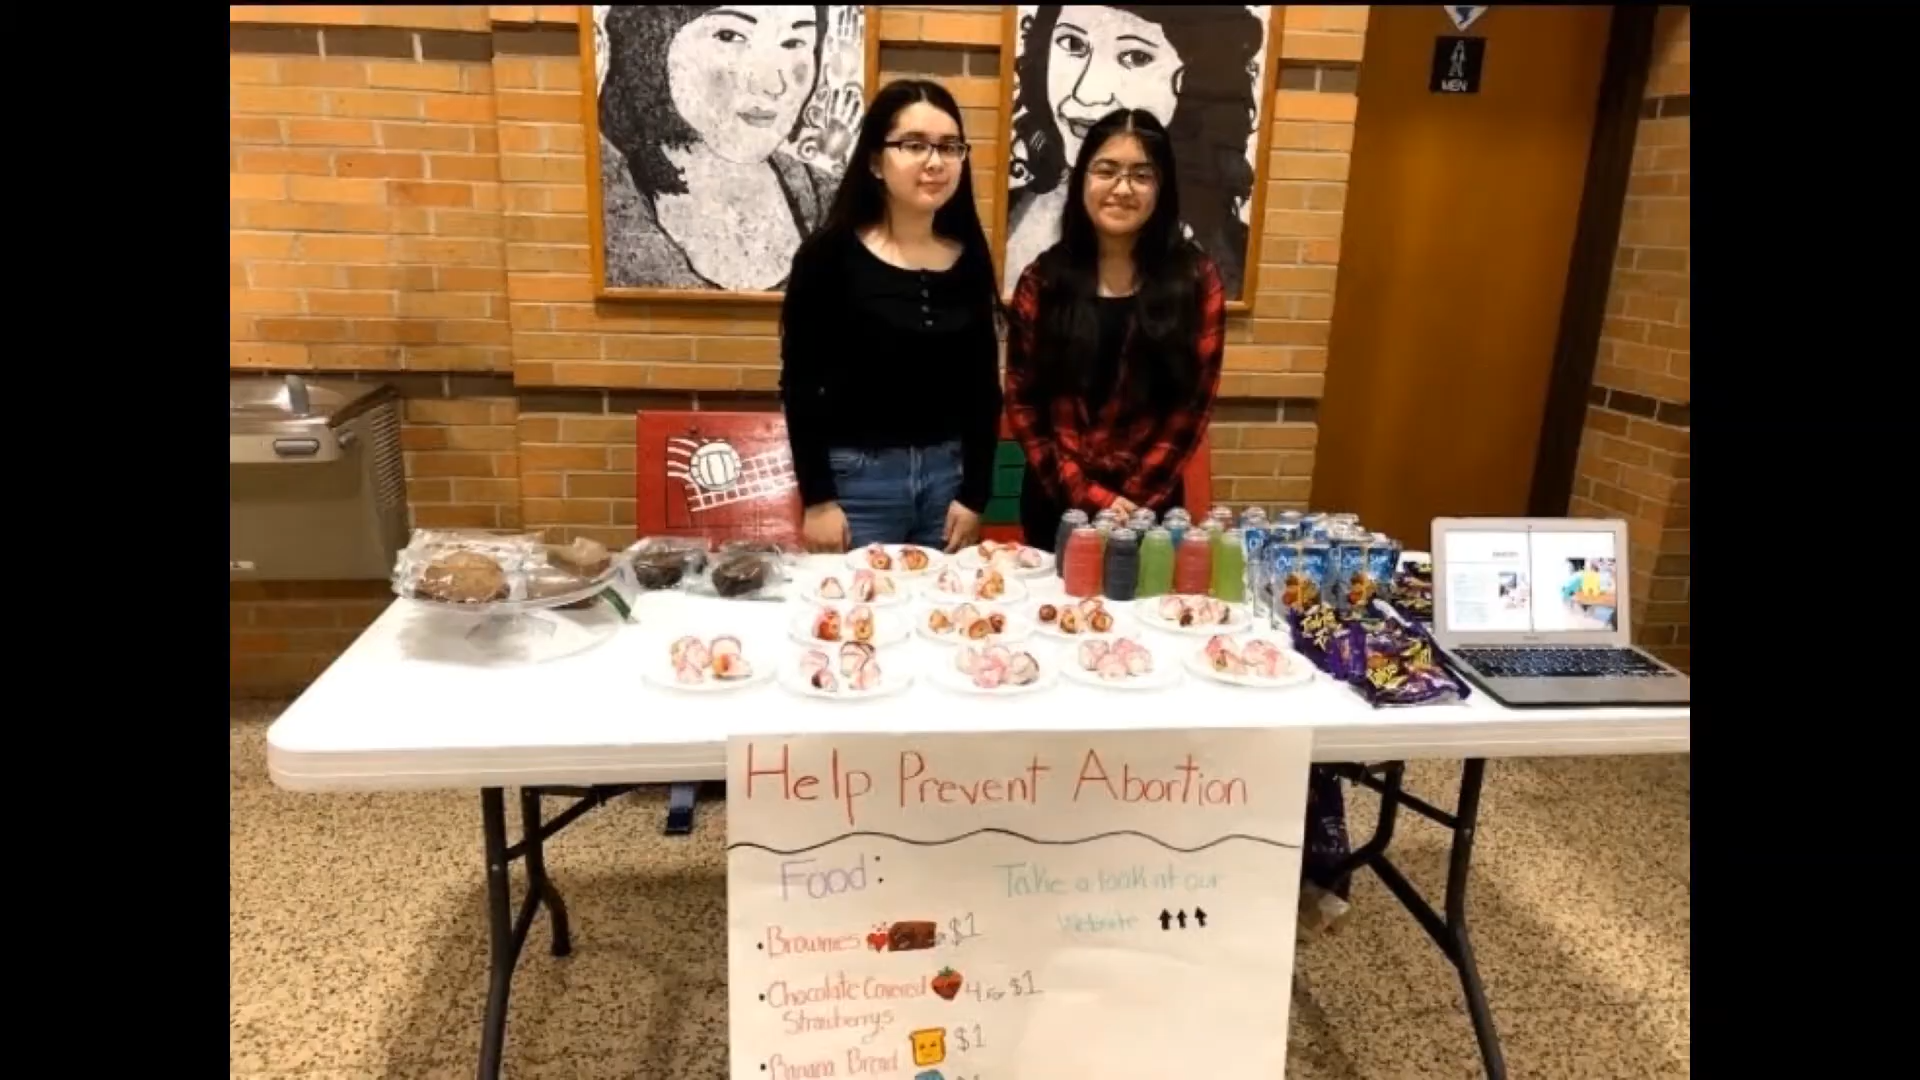 MEN
Takis
Help Prevent Abortion
Food:
Take a look at our
website
• Brownies $1
• Chocolate Covered 4 for $1
Strawberrys
• Banana Bread $1